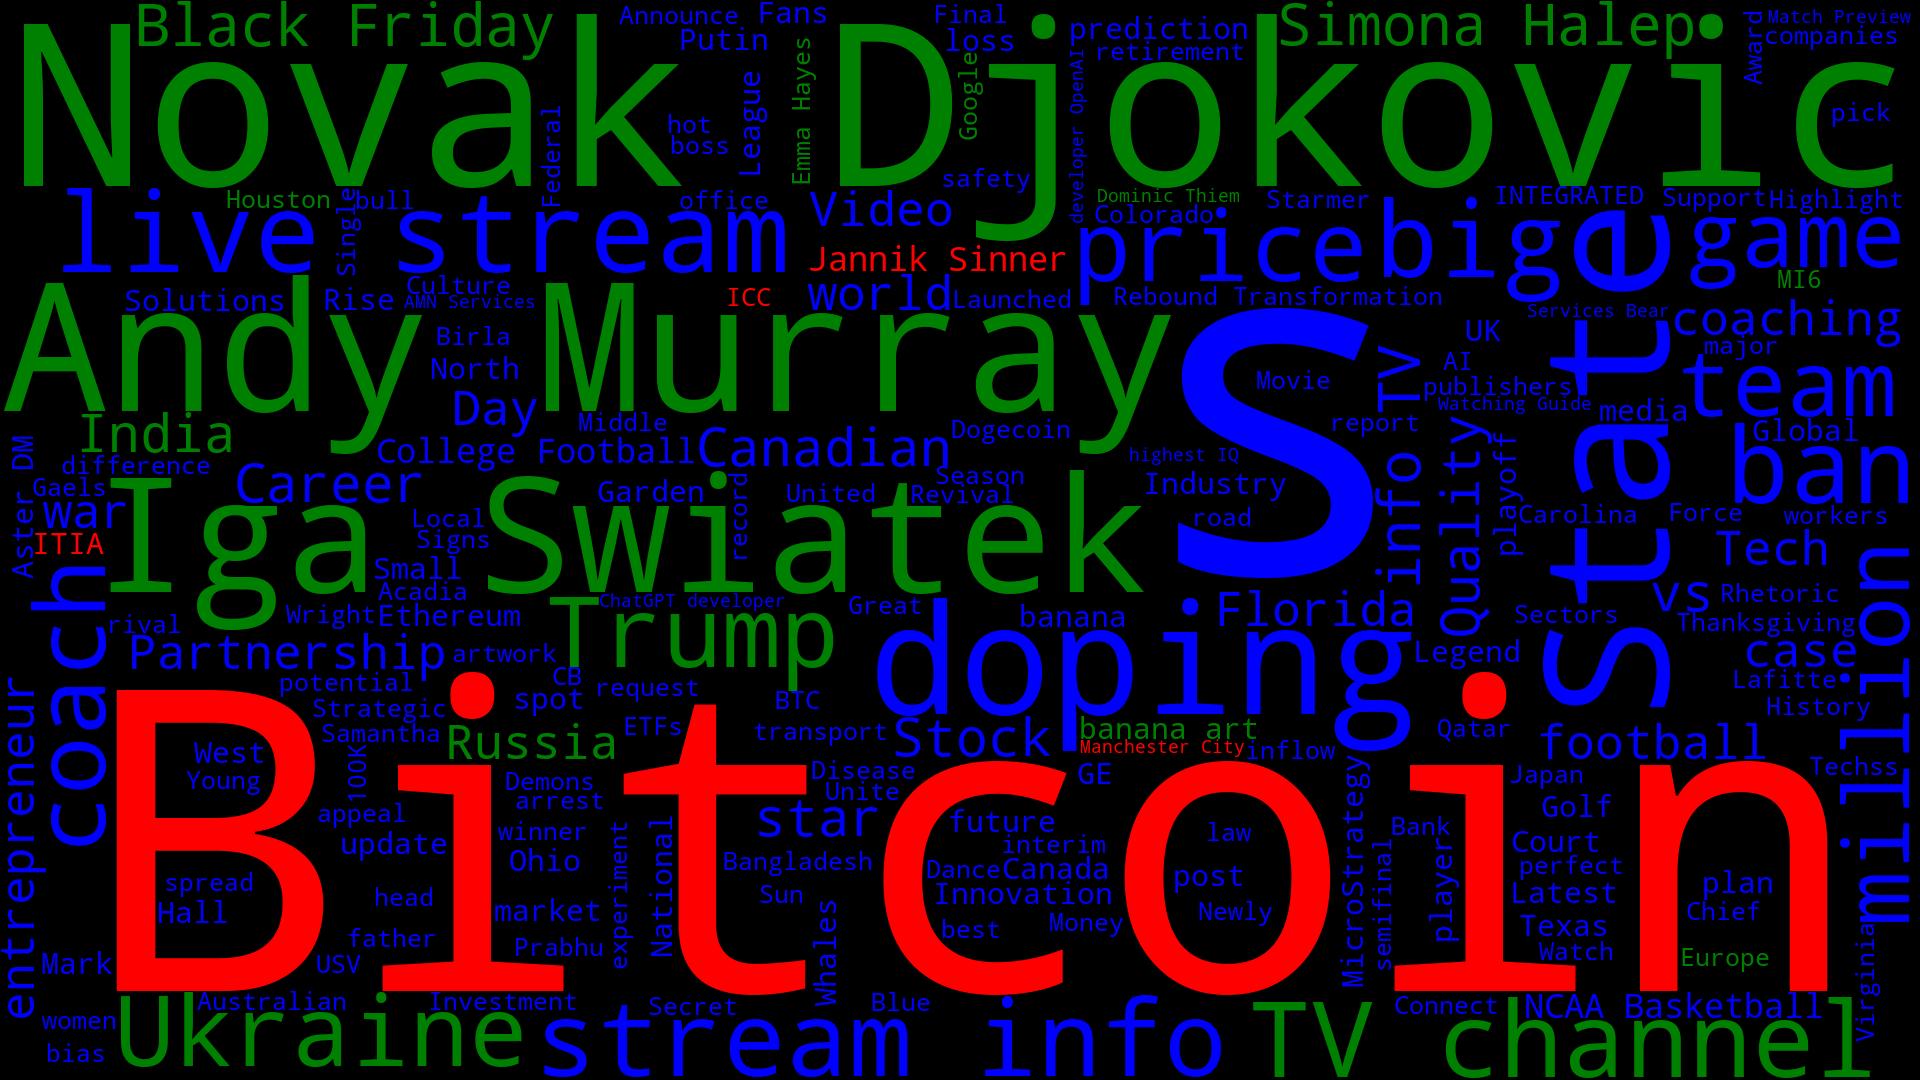 Black Friday
Announce
Fans
Final
Simona Halep
Match Preview
Putin
loss
prediction
companies
retirement
Award
Novak Djokovic
Emma Hayes
League
Google
developer OpenAI
Federal
hot
boss
pick
safety
Houston
bull
Single
office
Video
Dominic Thiem
Colorado
Starmer
INTEGRATED
Support
Highlight
live stream
Jannik Sinner
price
big
game
state
MI6
Culture
Solutions
Rise
AMN Services
ICC
world
Launched
Rebound
Transformation
Services Bear
coaching
Andy Murray
Birla
North
Day
S
Movie
TV
UK
AI
major
publishers
Watching Guide
team
media
report
India
Middle
College Football
Canadian
Dogecoin
Global
DM
difference
highest IQ
Season
ban
Gaels
Career
Garden
United
Revival
Industry
info
Quality
playoff
war
record
Aster
Local
Signs
road
Carolina
Force
workers
ITIA
Iga Swiatek
Tech
Small
Acadia
coach
ChatGPT developer
Great
banana
Florida
vs
Rhetoric
Wright
Ethereum
Sectors
Thanksgiving
rival
Trump
doping
Partnership
artwork
Legend
case
million
potential
CB
spot
request
BTC
Lafitte
Strategic
History
Samantha
Russia
ETFs
transport
Stock
banana art
Manchester City
inflow
Qatar
football
entrepreneur
West
Young
100K
Demons
Disease
GE
Japan
Techss
arrest
Unite
appeal
star
future
MicroStrategy
Golf
update
winner
Bank
law
Court
Ohio
Bangladesh
interim
perfect
Bitcoin
spread
head
experiment
National
Sun
Dance
Canada
post
semifinal
player
Latest
plan
Hall
market
Innovation
Newly
Chief
Whales
best
Money
Texas
father
Prabhu
Watch
Mark
USV
Europe
Virginia
Australian
Investment
Secret
Blue
Connect
NCAA Basketball
women
bias
Ukraine
stream info
TV channel